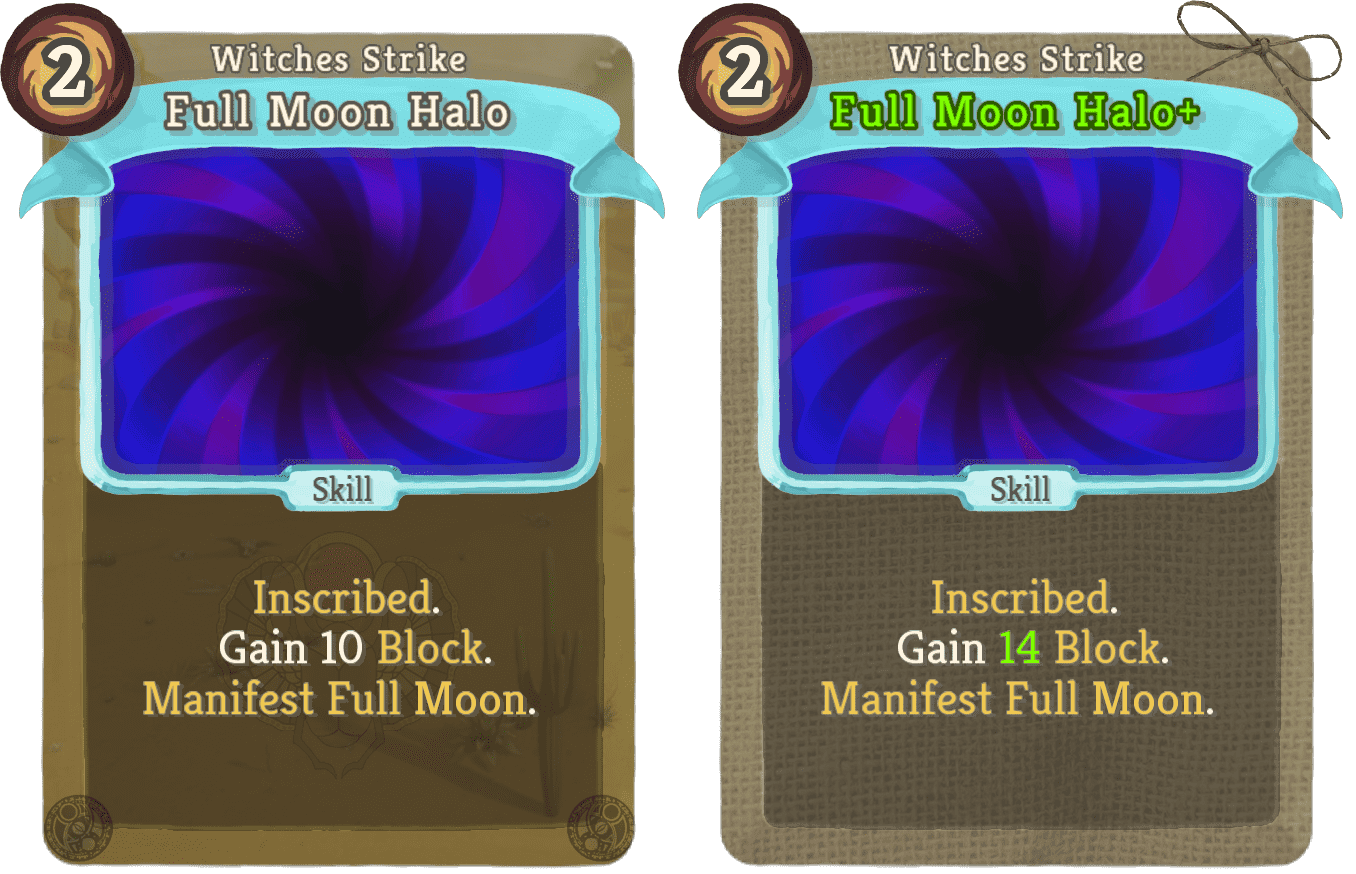 2
Witches Strike
Full Moon Halo
Skill
Inscribed.
Gain 10 Block.
Manifest Full Moon.
2
Witches Strike
Full Moon Halo+
Skill
Inscribed.
Gain 14 Block.
Manifest Full Moon.